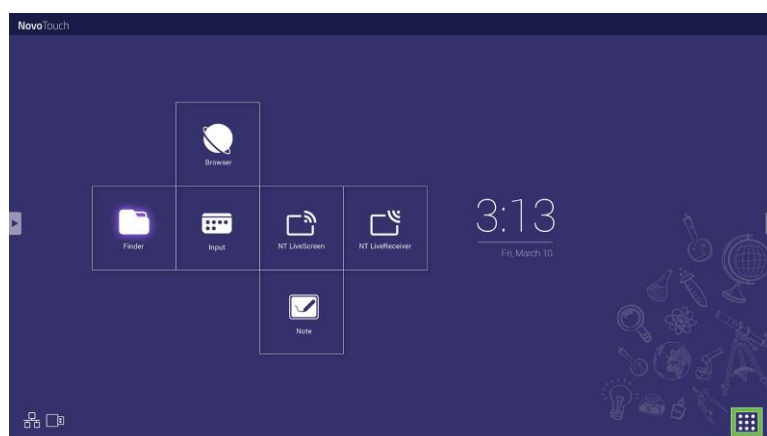 NovoTouch
Browser
Finder
Input
NT LiveScreen
NT LiveReceiver
3:13
Fri, March 10
Note